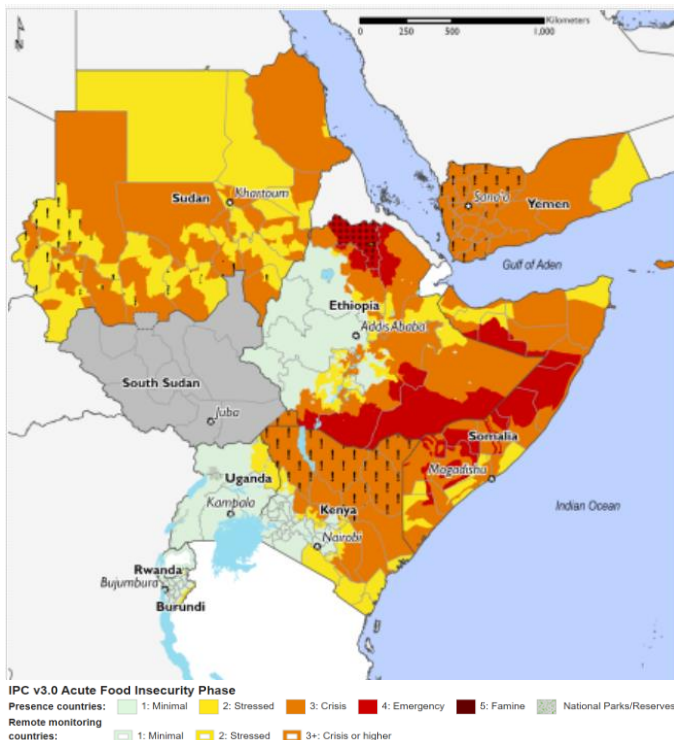 N
Kilometers
0 250 500 1,000
Sudan
Khartoum
Sana'a
Yemen
Gulf of Aden
Ethiopia
Addis Ababa
South Sudan
Juba
Somalia
Mogadishu
Uganda
Kampala
Kenya
Nairobi
Indian Ocean
Rwanda
Bujumbura
Burundi
IPC v3.0 Acute Food Insecurity Phase
Presence countries: 1: Minimal 2: Stressed 3: Crisis 4: Emergency 5: Famine National Parks/Reserves
Remote monitoring
countries: 1: Minimal 2: Stressed 3+: Crisis or higher